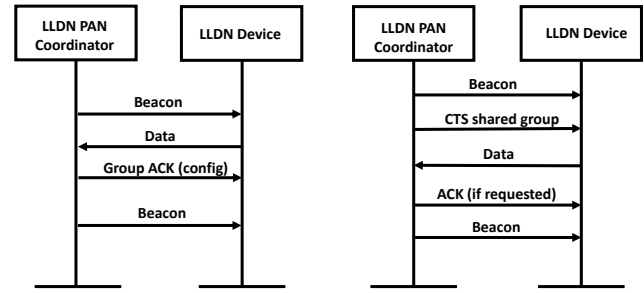 LLDN PAN
Coordinator
LLDN Device
Beacon
Data
Group ACK (config)
Beacon
LLDN PAN
Coordinator
LLDN Device
Beacon
CTS shared group
Data
ACK (if requested)
Beacon